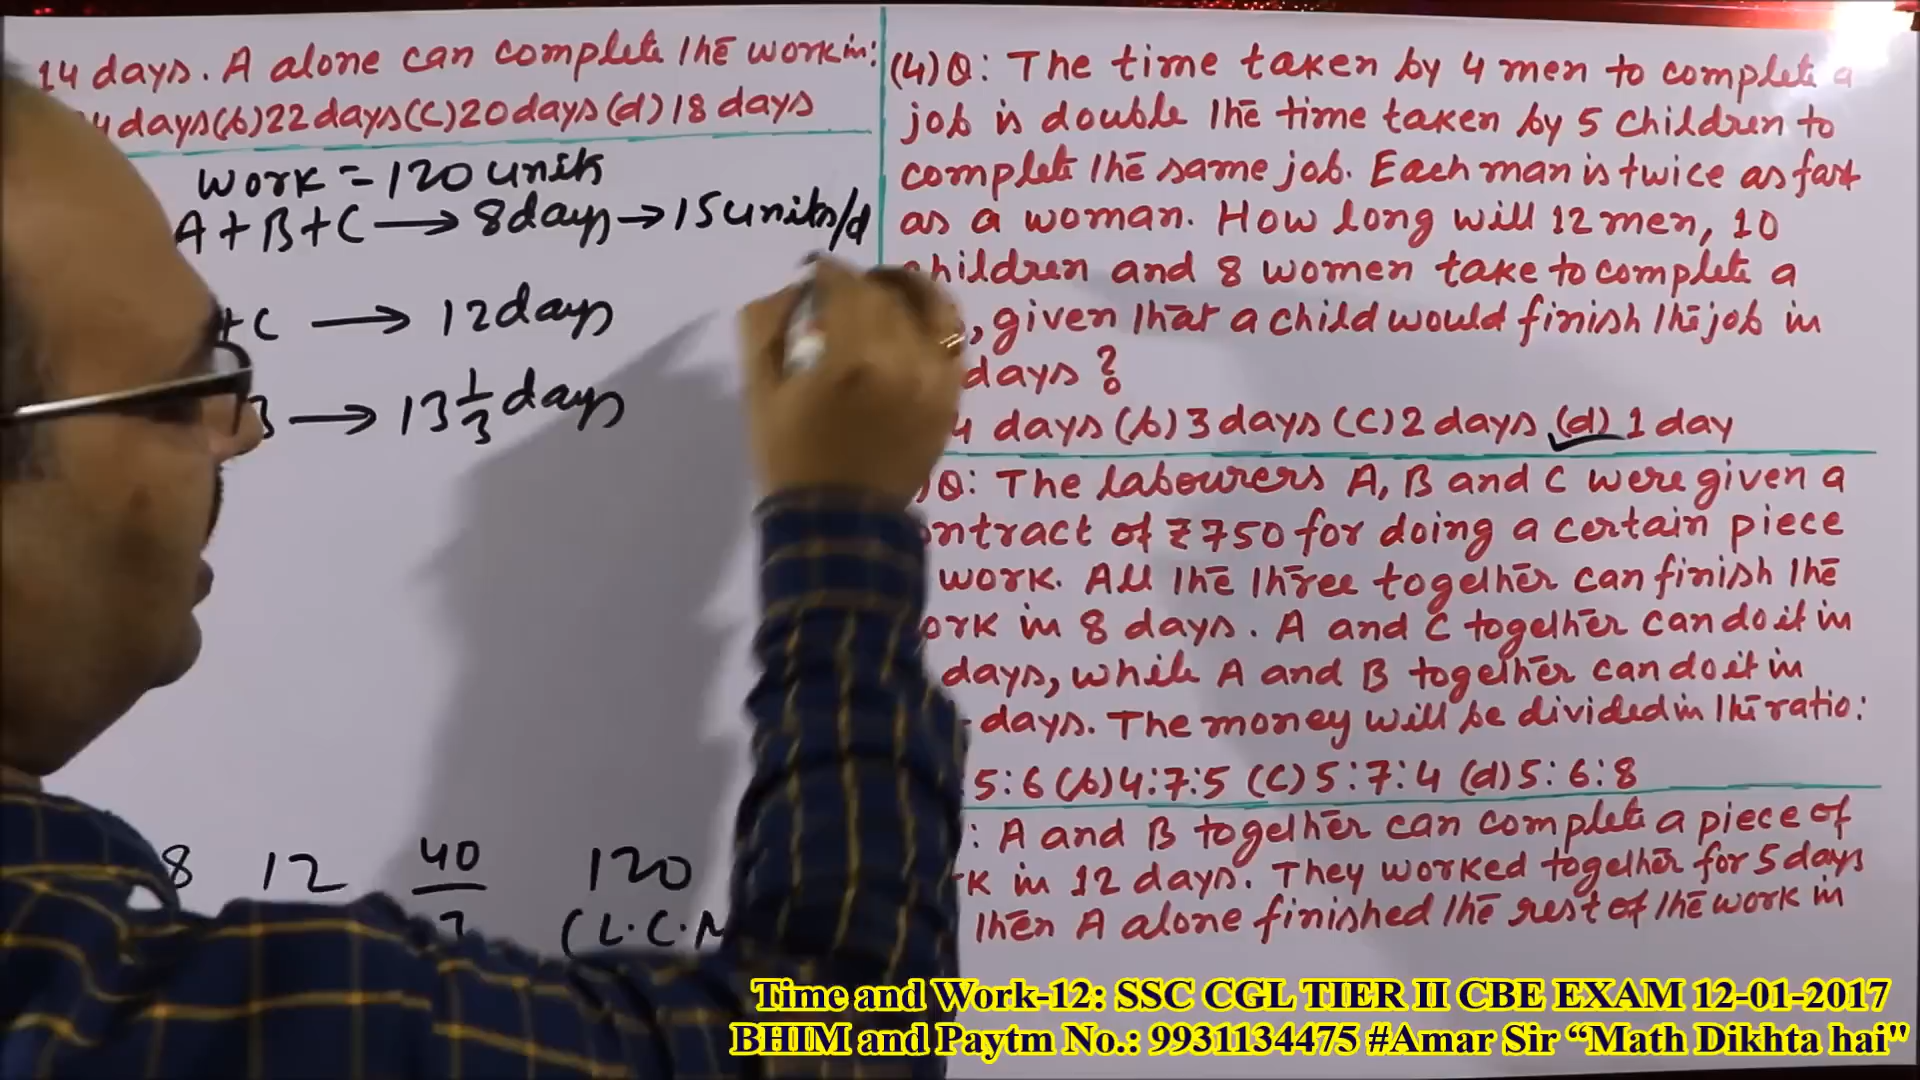 14 days. A alone can complete the work in:
days (b) 22 days (c) 20 days (d) 18 days
work = 120 units
A + B + C → 8 days → 15 units/d
+ C → 12 days
B → 13 1/3 days
8 12 40 120
(L.C.M
(4) Q: The time taken by 4 men to complete a
job is double the time taken by 5 children to
complete the same job. Each man is twice as fast
as a woman. How long will 12 men, 10
children and 8 women take to complete a
, given that a child would finish the job in
days ?
4 days (b) 3 days (c) 2 days (d) 1 day
Q: The labourers A, B and C were given a
contract of ₹750 for doing a certain piece
work. All the three together can finish the
work in 8 days. A and C together can do it in
days, while A and B together can do it in
days. The money will be divided in the ratio:
5:6 (b) 4:7:5 (c) 5:7:4 (d) 5:6:8
: A and B together can complete a piece of
in 12 days. They worked together for 5 days
then A alone finished the rest of the work in
Time and Work-12: SSC CGL TIER II CBE EXAM 12-01-2017
BHIM and Paytm No.: 9931134475 #Amar Sir “Math Dikhta hai"